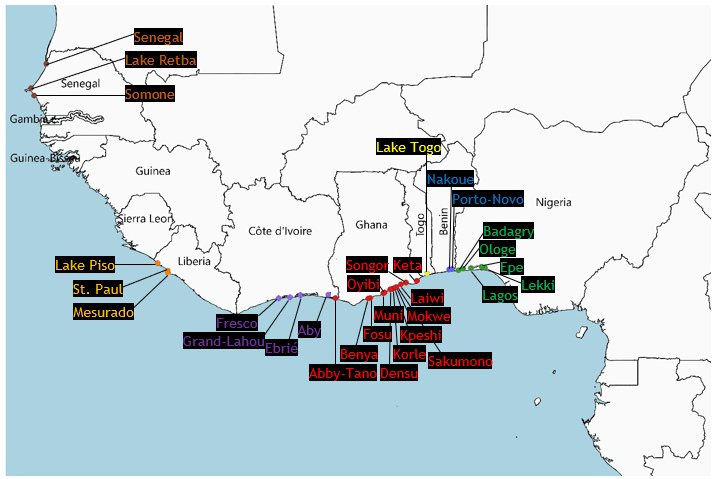 Senegal
Lake Retba
Senegal
Somone
Gambia
Guinea-Bissau
Guinea
Sierra Leon
Liberia
Côte d'Ivoire
Ghana
Togo
Benin
Nigeria
Lake Togo
Nakoue
Porto-Novo
Badagry
Ologe
Epe
Lekki
Lagos
Lake Piso
St. Paul
Mesurado
Songor
Keta
Oyibi
Laiwi
Muni
Mokwe
Fresco
Grand-Lahou
Ebrié
Aby
Fosu
Kpeshi
Benya
Korle
Sakumono
Abby-Tano
Densu